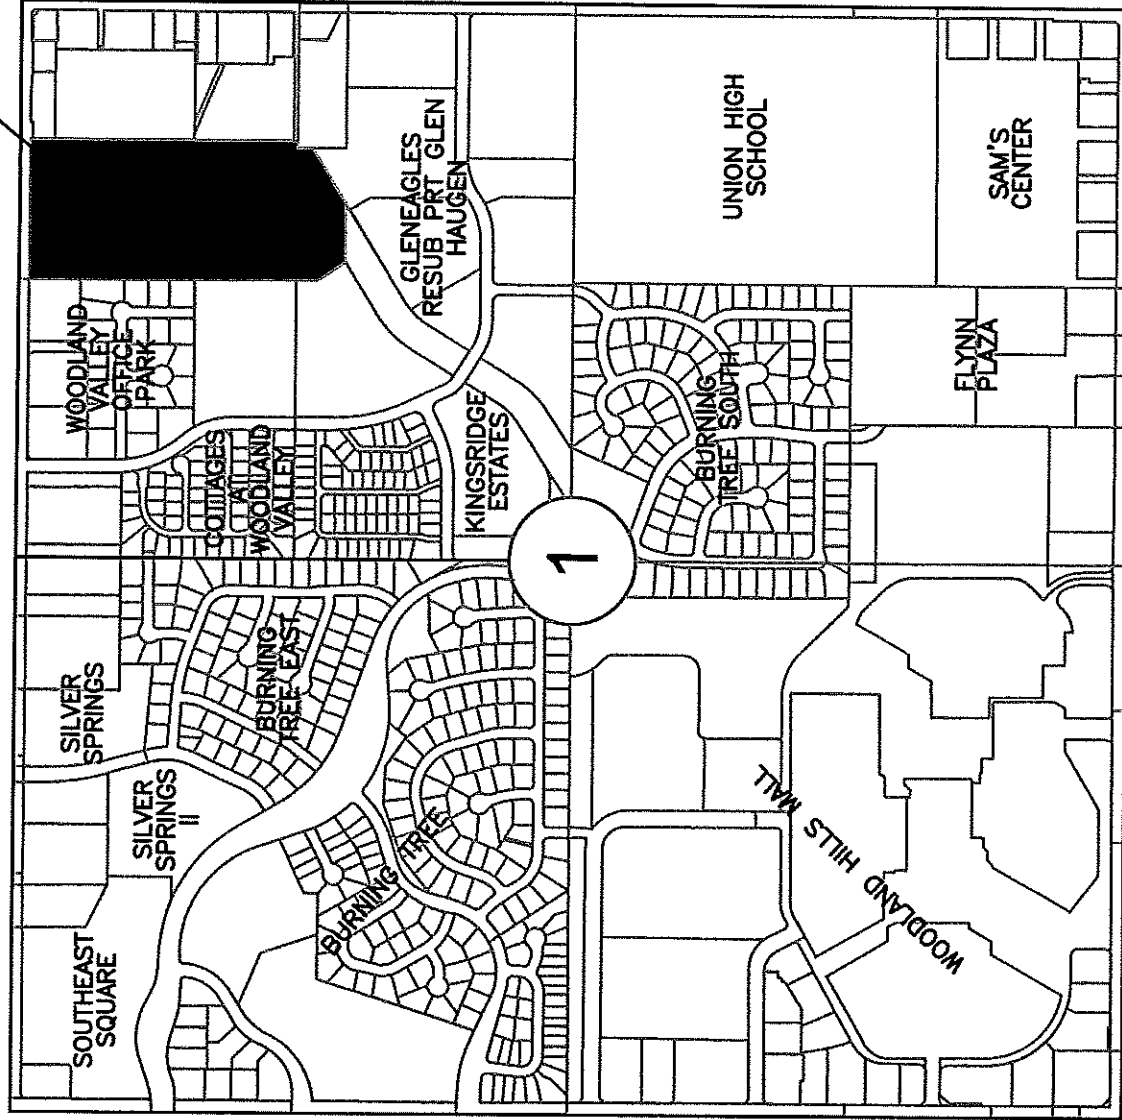 SOUTHEAST
SQUARE
SILVER
SPRINGS
II
SILVER
SPRINGS
BURNING
TREE EAST
BURNING TREE
COTTAGES
AT
WOODLAND
VALLEY
WOODLAND
VALLEY
OFFICE
PARK
KINGSRIDGE
ESTATES
GLENEAGLES
RESUB PRT GLEN
HAUGEN
1
BURNING
TREE SOUTH
UNION HIGH
SCHOOL
WOODLAND HILLS MALL
FLYNN
PLAZA
SAM'S
CENTER